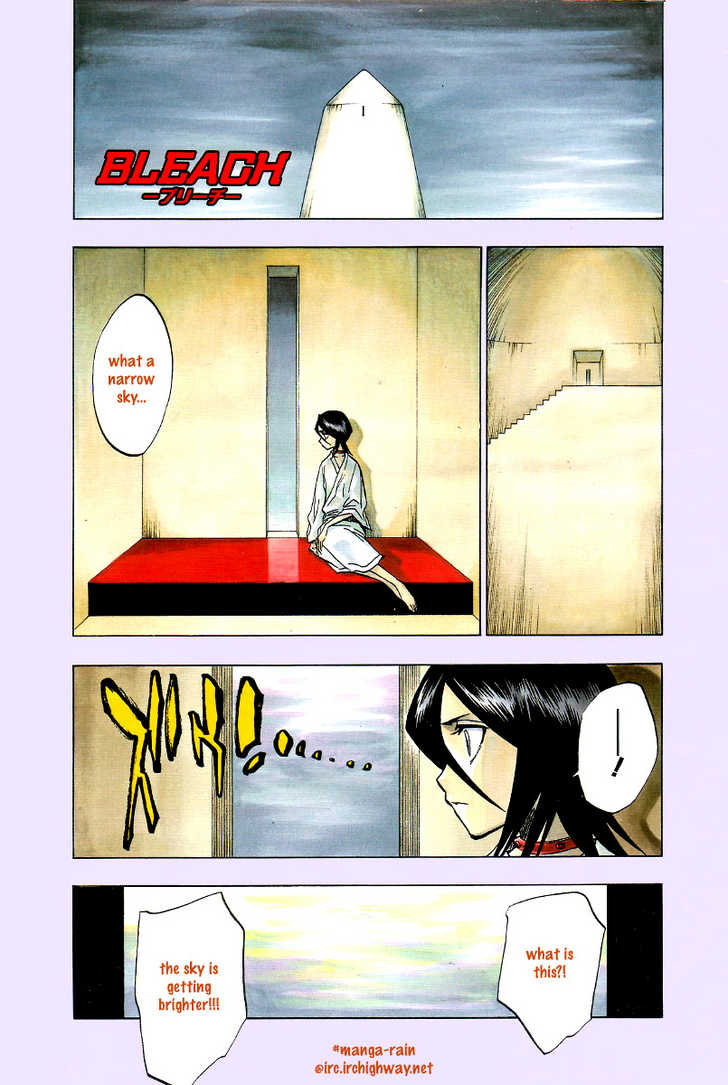 BLEACH
ーブリーチー
what a
narrow
sky...
!
what is
this?!
the sky is
getting
brighter!!!
#manga-rain
@irc.irchighway.net